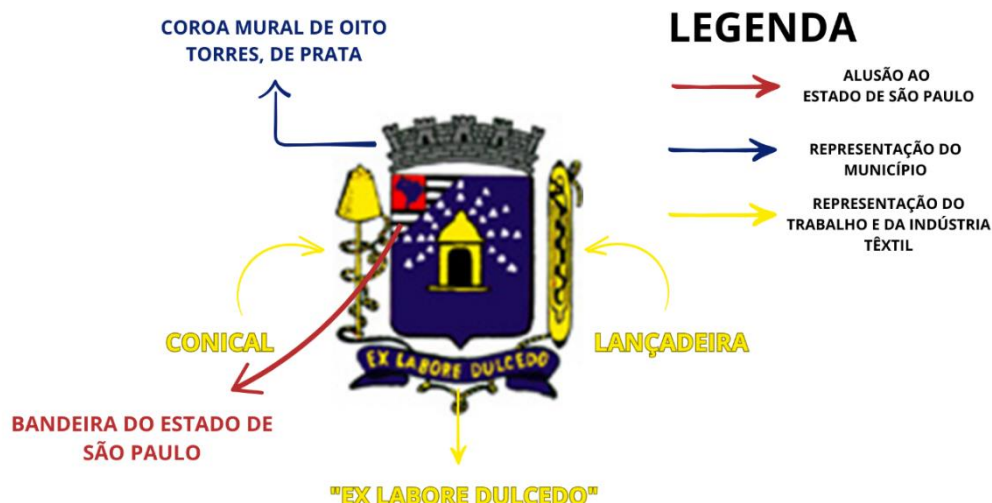 COROA MURAL DE OITO
TORRES, DE PRATA
LEGENDA
ALUSÃO AO
ESTADO DE SÃO PAULO
REPRESENTAÇÃO DO
MUNICÍPIO
REPRESENTAÇÃO DO
TRABALHO E DA INDÚSTRIA
TÊXTIL
CONICAL
LANÇADEIRA
EX LABORE DULCEDO
BANDEIRA DO ESTADO DE
SÃO PAULO
"EX LABORE DULCEDO"